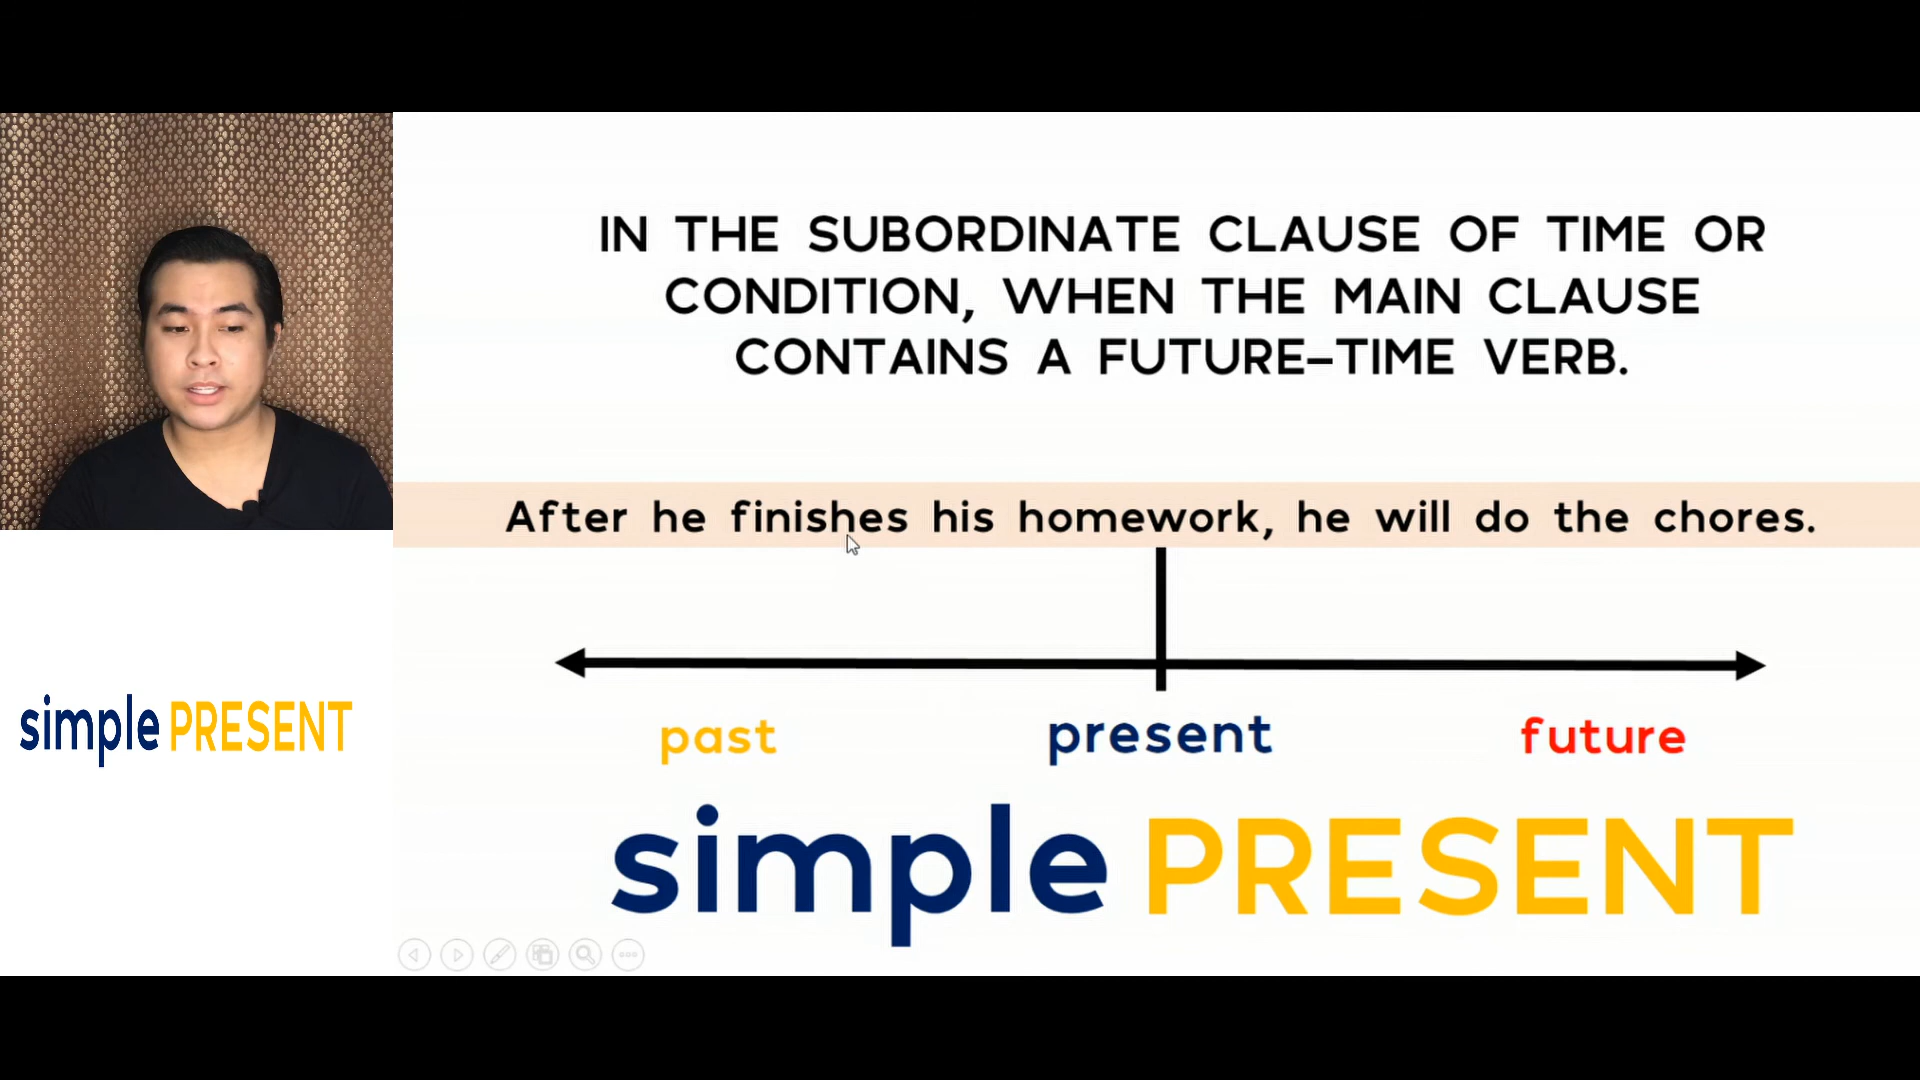 IN THE SUBORDINATE CLAUSE OF TIME OR
CONDITION, WHEN THE MAIN CLAUSE
CONTAINS A FUTURE–TIME VERB.
After he finishes his homework, he will do the chores.
past present future
simple PRESENT
simple PRESENT